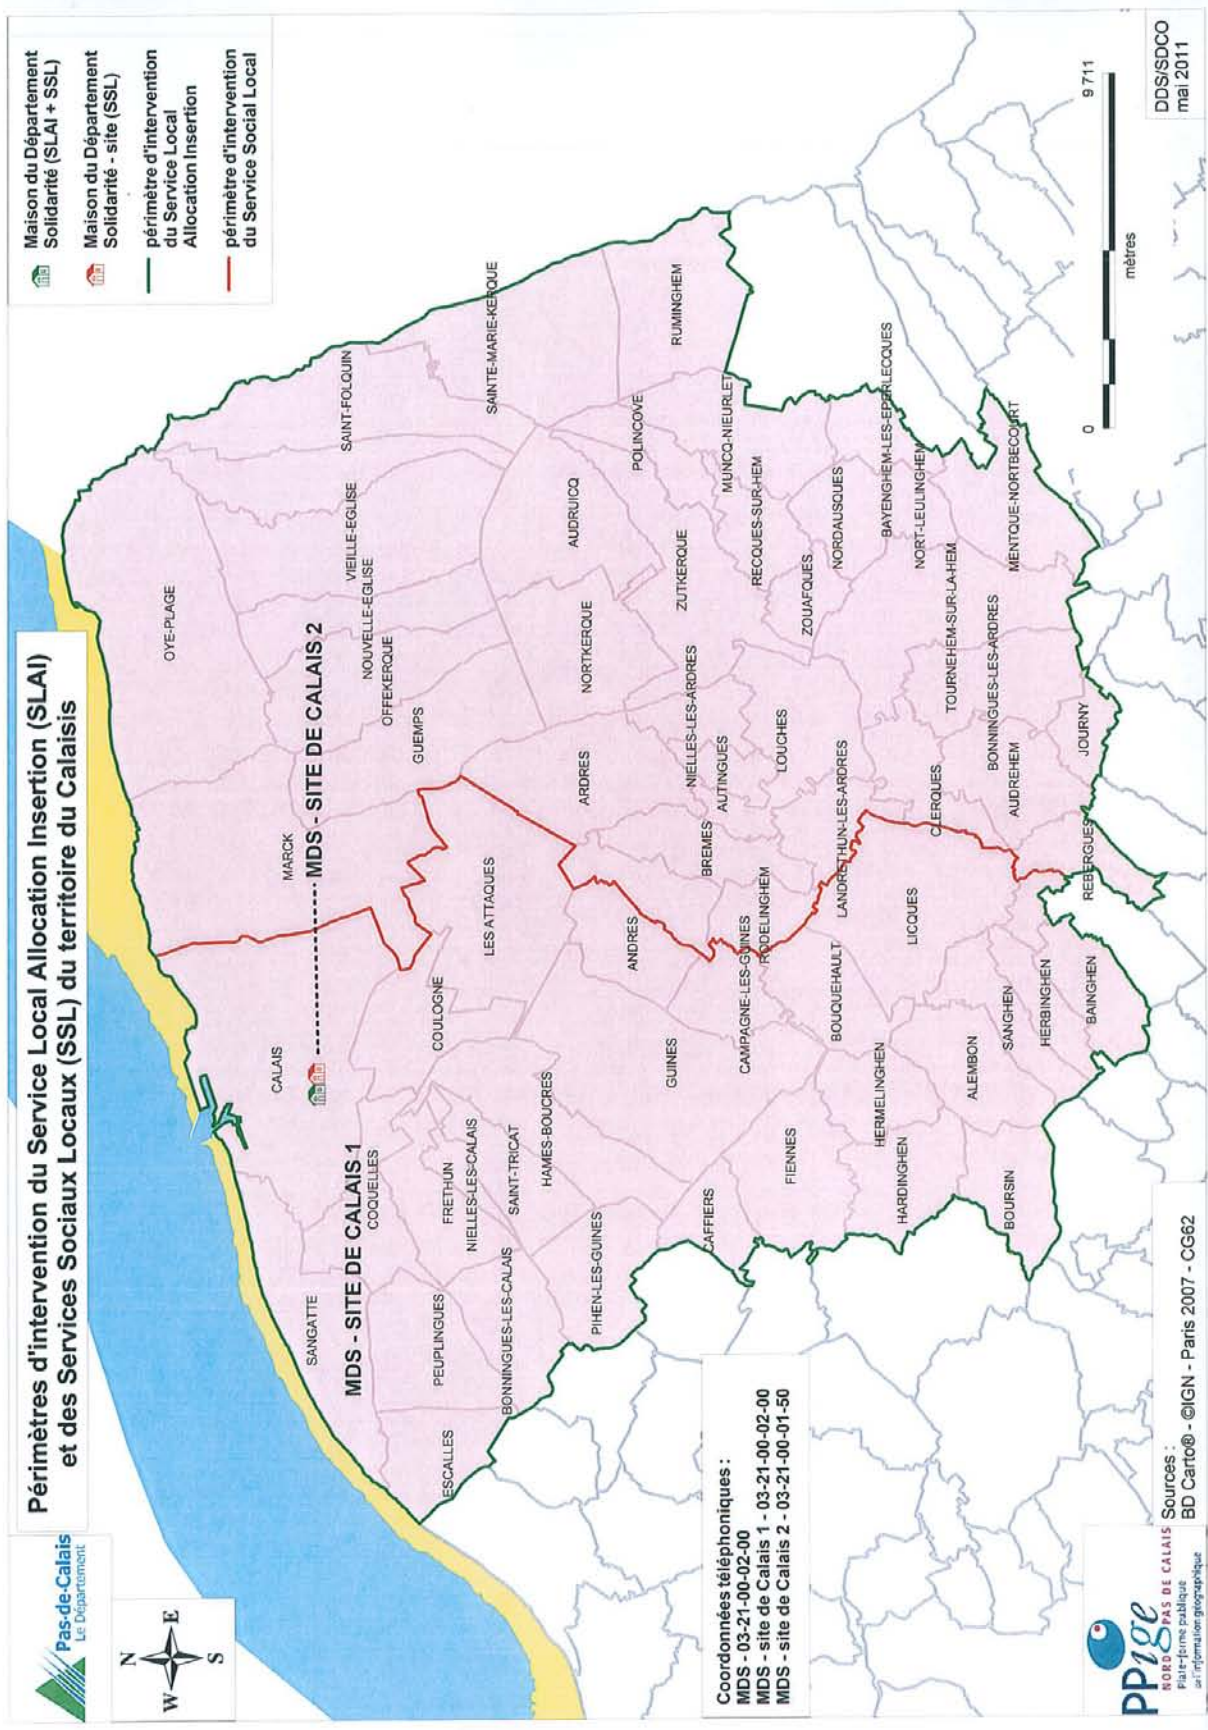 Périmètres d'intervention du Service Local Allocation Insertion (SLAI)
et des Services Sociaux Locaux (SSL) du territoire du Calaisis
Pas-de-Calais
Le Département
N
W
E
S
Maison du Département
Solidarité (SLAI + SSL)
Maison du Département
Solidarité - site (SSL)
périmètre d'intervention
du Service Local
Allocation Insertion
périmètre d'intervention
du Service Social Local
OYE-PLAGE
SAINT-FOLQUIN
SAINTE-MARIE-KERQUE
VIEILLE-EGLISE
NOUVELLE-EGLISE
OFFEKERQUE
GUEMPS
MARCK
MDS - SITE DE CALAIS 2
CALAIS
MDS - SITE DE CALAIS 1
COQUELLES
SANGATTE
COULOGNE
LES ATTAQUES
FRETHUN
NIELLES-LES-CALAIS
SAINT-TRICAT
HAMES-BOUCRES
PEUPLINGUES
ESCALLES
BONNINGUES-LES-CALAIS
PIHEN-LES-GUINES
AUDRUICQ
NORTKERQUE
POLINCOVE
RUMINGHEM
MUNCQ-NIEURLET
ZUTKERQUE
RECQUES-SUR-HEM
ARDRES
NIELLES-LES-ARDRES
AUTINGUES
BREMES
LOUCHES
ZOUAFQUES
NORDAUSQUES
BAYENGHEM-LES-EPERLECQUES
NORT-LEULINGHEM
TOURNEHEM-SUR-LA-HEM
MENTQUE-NORTBECOURT
BONNINGUES-LES-ARDRES
ANDRES
GUINES
CAMPAGNE-LES-GUINES
RODELINGHEM
LANDRETHUN-LES-ARDRES
CLERQUES
AUDREHEM
JOURNY
REBERGUES
BOUQUEHAULT
LICQUES
CAFFIERS
FIENNES
HERMELINGHEN
HARDINGHEN
ALEMBON
SANGHEN
HERBINGHEN
BAINGHEN
BOURSIN
Coordonnées téléphoniques :
MDS - 03-21-00-02-00
MDS - site de Calais 1 - 03-21-00-02-00
MDS - site de Calais 2 - 03-21-00-01-50
0
9 711
mètres
DDS/SDCO
mai 2011
PPige
NORD PAS DE CALAIS
Plate-forme publique
de l'information géographique
Sources :
BD Carto® - ©IGN - Paris 2007 - CG62